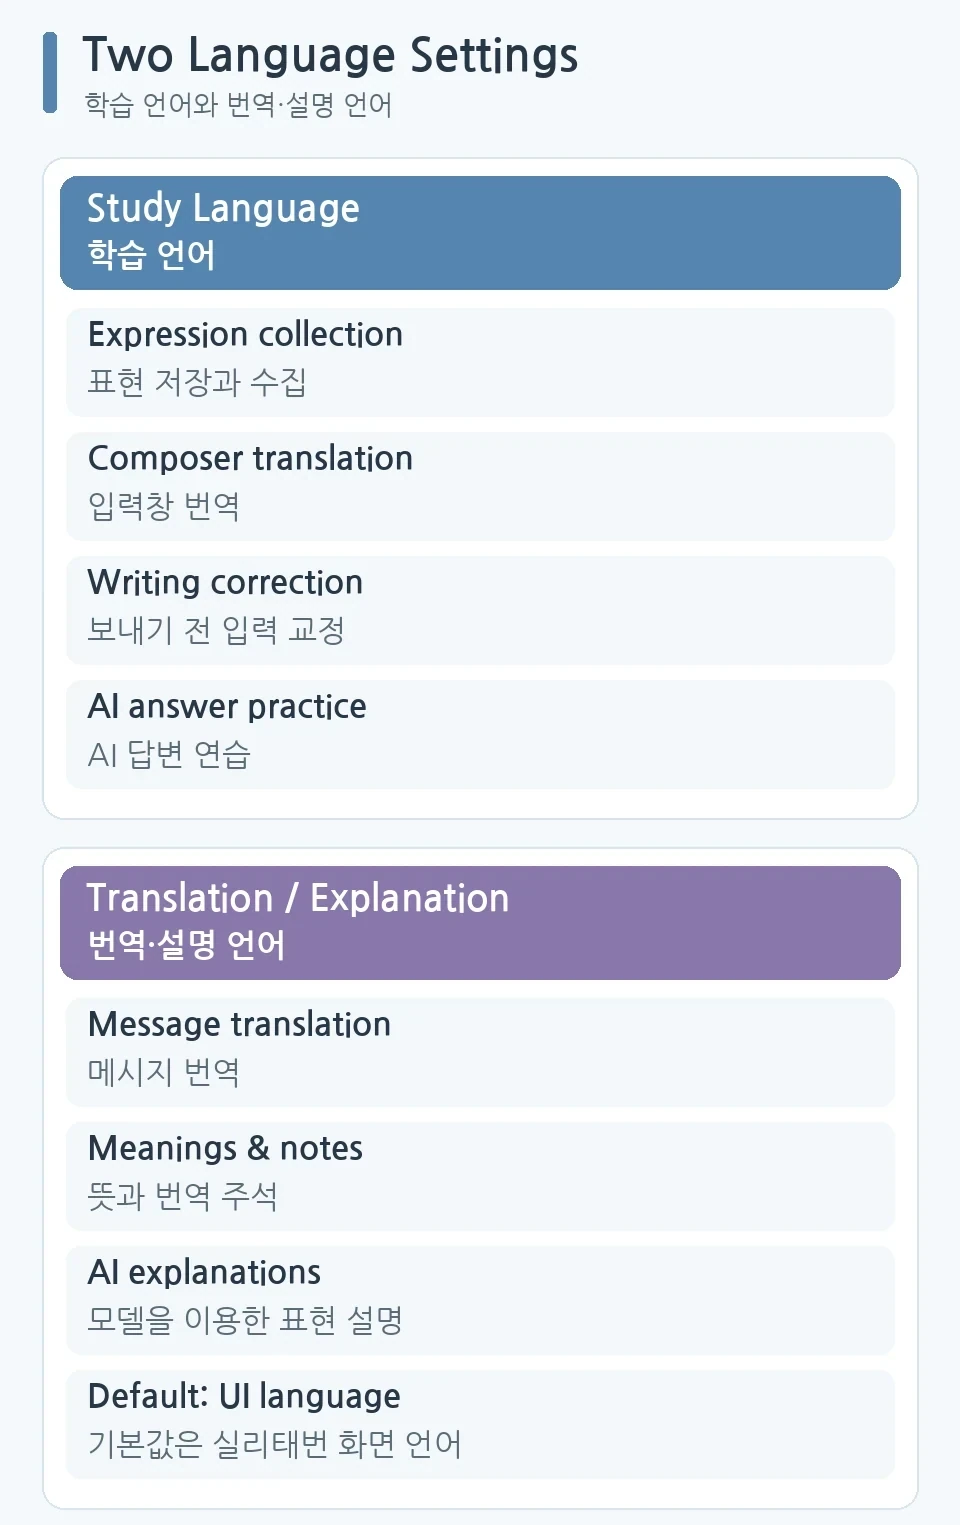 Two Language Settings
학습 언어와 번역·설명 언어
Study Language
학습 언어
Expression collection
표현 저장과 수집
Composer translation
입력창 번역
Writing correction
보내기 전 입력 교정
AI answer practice
AI 답변 연습
Translation / Explanation
번역·설명 언어
Message translation
메시지 번역
Meanings & notes
뜻과 번역 주석
AI explanations
모델을 이용한 표현 설명
Default: UI language
기본값은 실리태번 화면 언어